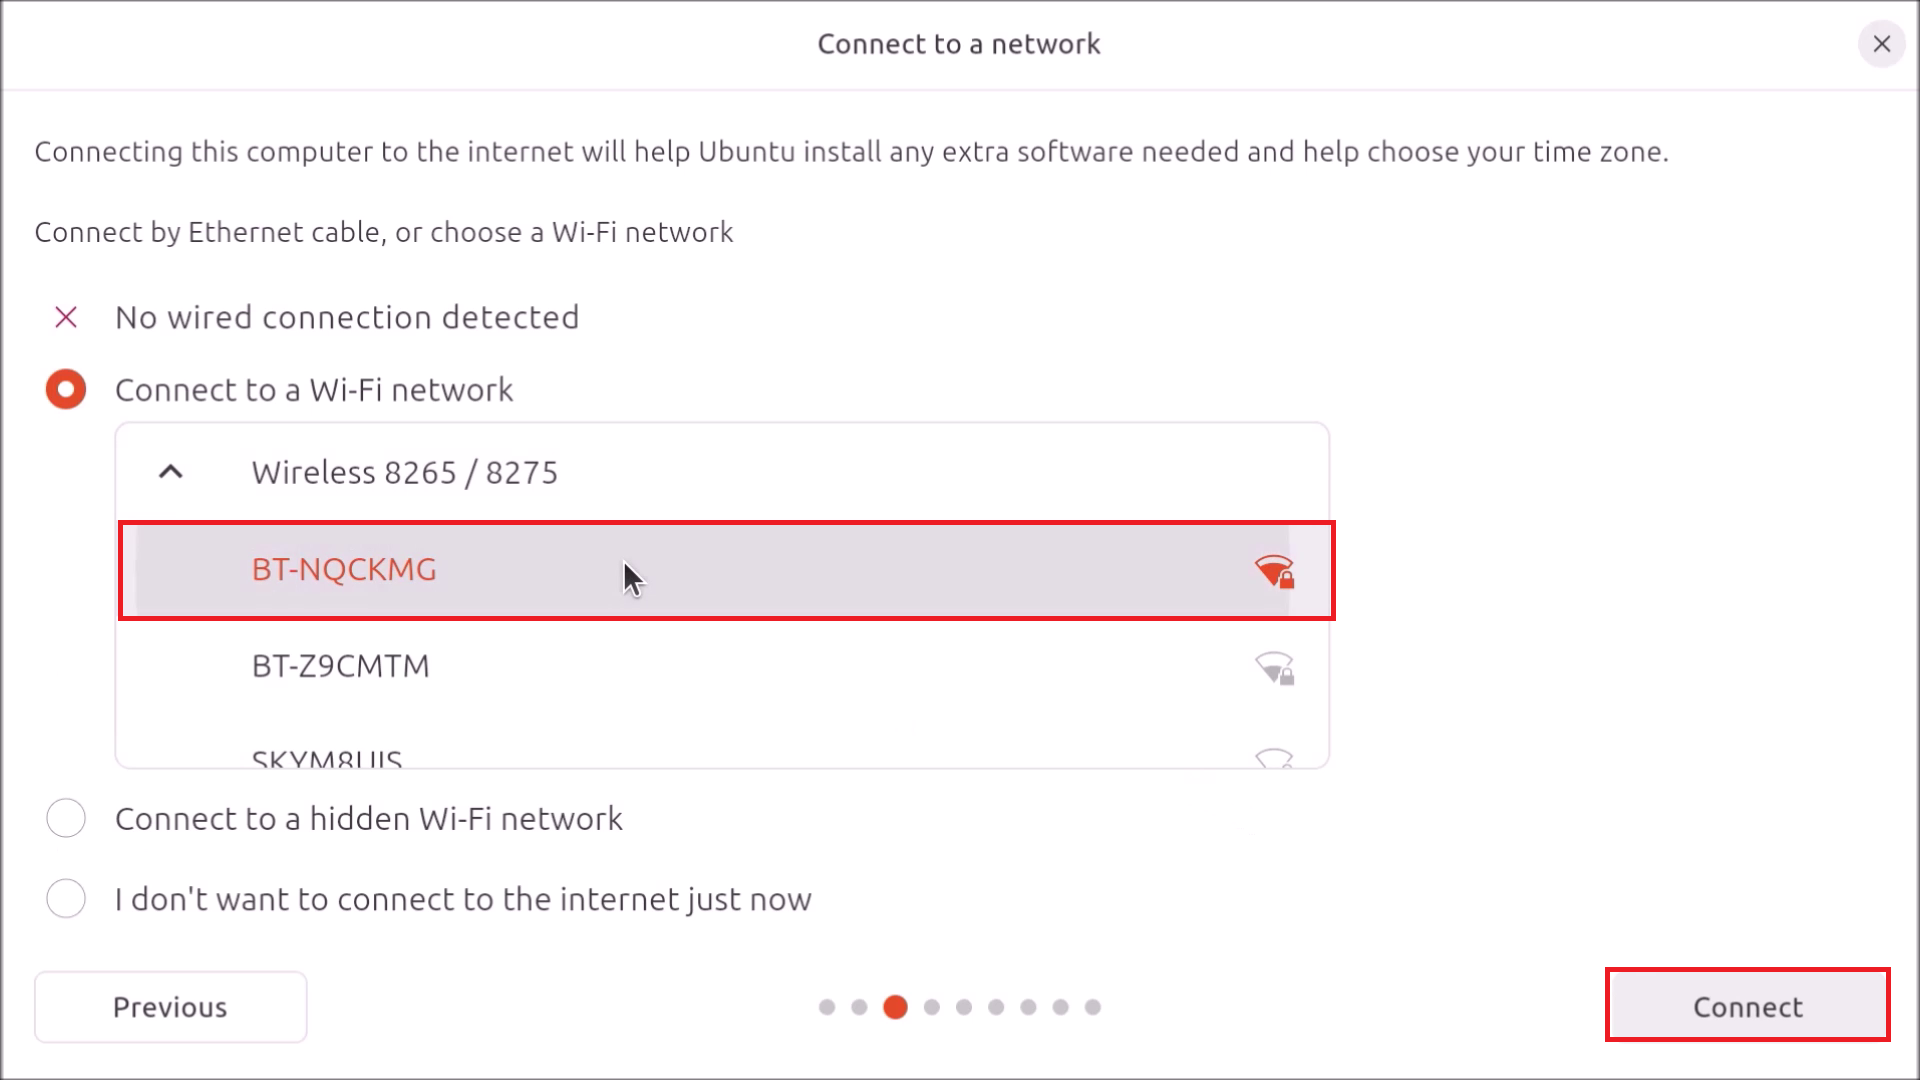 Connect to a network
Connecting this computer to the internet will help Ubuntu install any extra software needed and help choose your time zone.
Connect by Ethernet cable, or choose a Wi-Fi network
No wired connection detected
Connect to a Wi-Fi network
Wireless 8265 / 8275
BT-NQCKMG
BT-Z9CMTM
Connect to a hidden Wi-Fi network
I don't want to connect to the internet just now
Previous
Connect